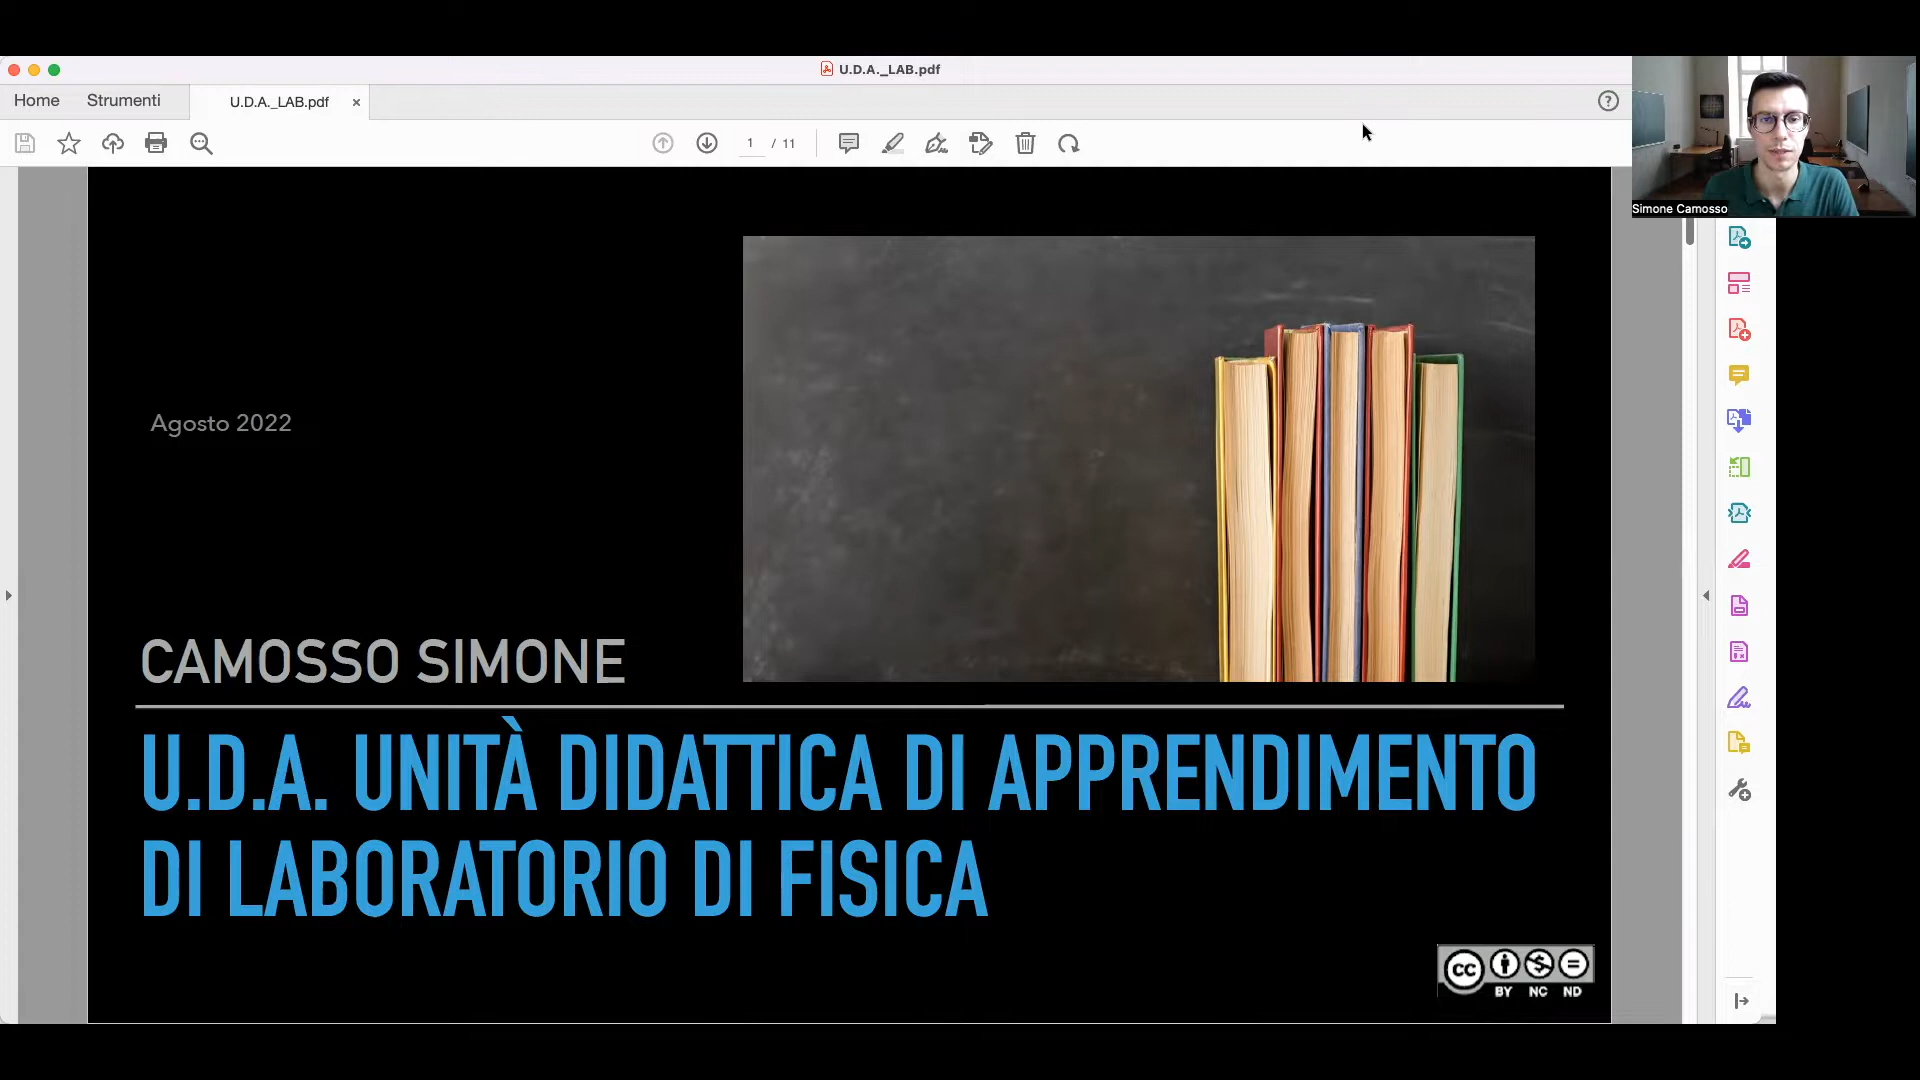 U.D.A._LAB.pdf
Home
Strumenti
U.D.A._LAB.pdf
1 / 11
Simone Camosso
Agosto 2022
CAMOSSO SIMONE
U.D.A. UNITÀ DIDATTICA DI APPRENDIMENTO
DI LABORATORIO DI FISICA
cc
BY NC ND